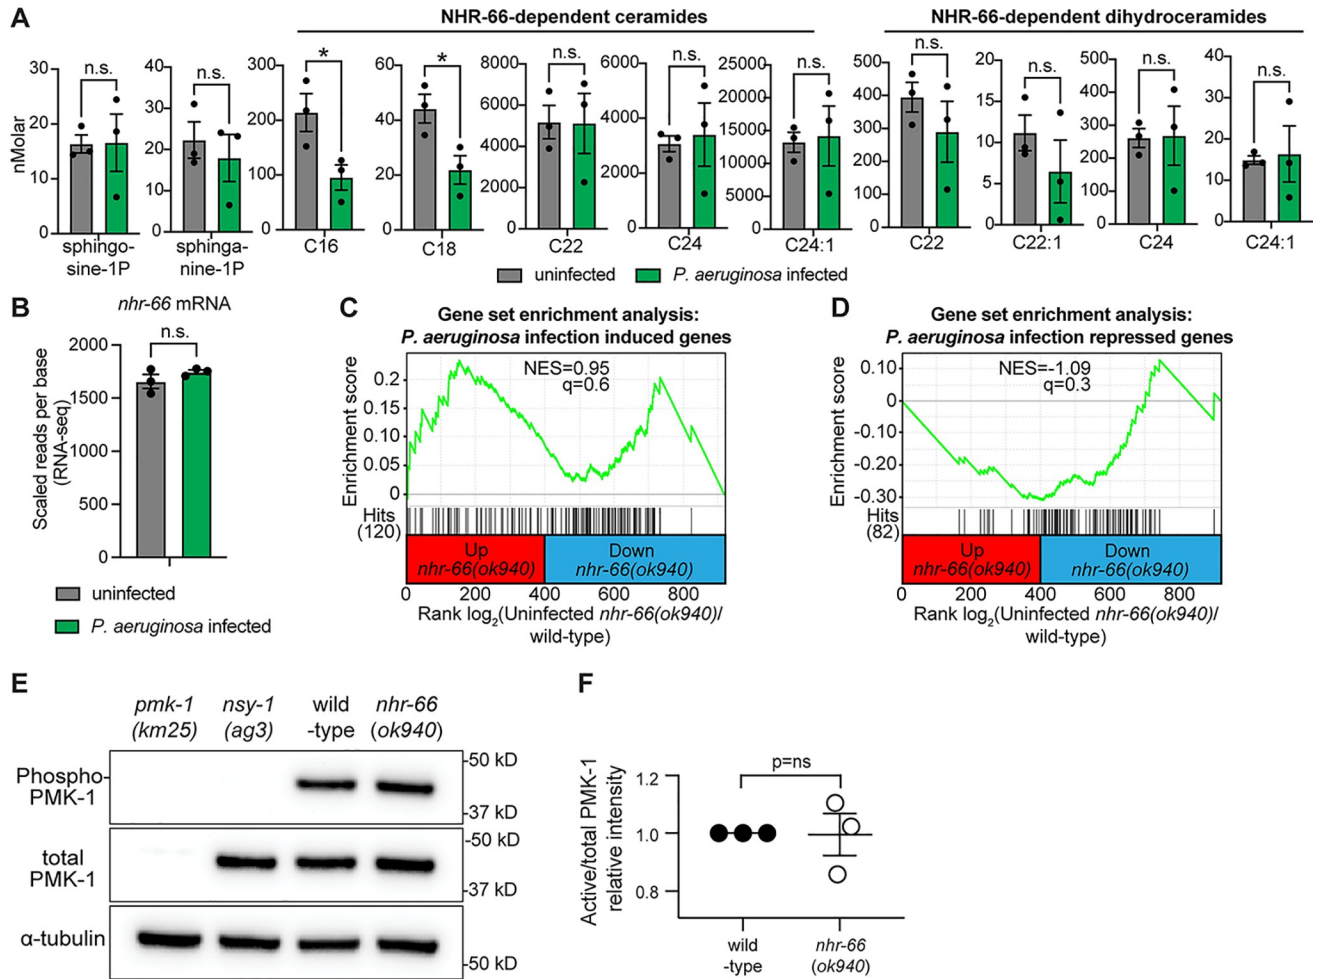 A
NHR-66-dependent ceramides
NHR-66-dependent dihydroceramides
nMolar
30
20
10
0
n.s.
sphingo-
sine-1P
40
30
20
10
0
n.s.
sphinga-
nine-1P
300
200
100
0
*
C16
60
40
20
0
*
C18
8000
6000
4000
2000
0
n.s.
C22
6000
4000
2000
0
n.s.
C24
25000
20000
15000
10000
5000
0
n.s.
C24:1
500
400
300
200
100
0
n.s.
C22
20
15
10
5
0
n.s.
C22:1
500
400
300
200
100
0
n.s.
C24
40
30
20
10
0
n.s.
C24:1
uninfected
P. aeruginosa infected
B
nhr-66 mRNA
n.s.
Scaled reads per base
(RNA-seq)
2000
1500
1000
500
0
uninfected
P. aeruginosa infected
C
Gene set enrichment analysis:
P. aeruginosa infection induced genes
NES=0.95
q=0.6
Enrichment score
0.2
0.15
0.10
0.05
0
Hits
(120)
Up
nhr-66(ok940)
Down
nhr-66(ok940)
0 200 400 600 800
Rank log2(Uninfected nhr-66(ok940)/
wild-type)
D
Gene set enrichment analysis:
P. aeruginosa infection repressed genes
NES=-1.09
q=0.3
Enrichment score
0.10
0
-0.10
-0.20
-0.30
Hits
(82)
Up
nhr-66(ok940)
Down
nhr-66(ok940)
0 200 400 600 800
Rank log2(Uninfected nhr-66(ok940)/
wild-type)
E
pmk-1
(km25)
nsy-1
(ag3)
wild
-type
nhr-66
(ok940)
Phospho-
PMK-1
-50 kD
-37 kD
total
PMK-1
-50 kD
-37 kD
α-tubulin
-50 kD
F
p=ns
Active/total PMK-1
relative intensity
1.2
1.0
0.8
wild
-type
nhr-66
(ok940)